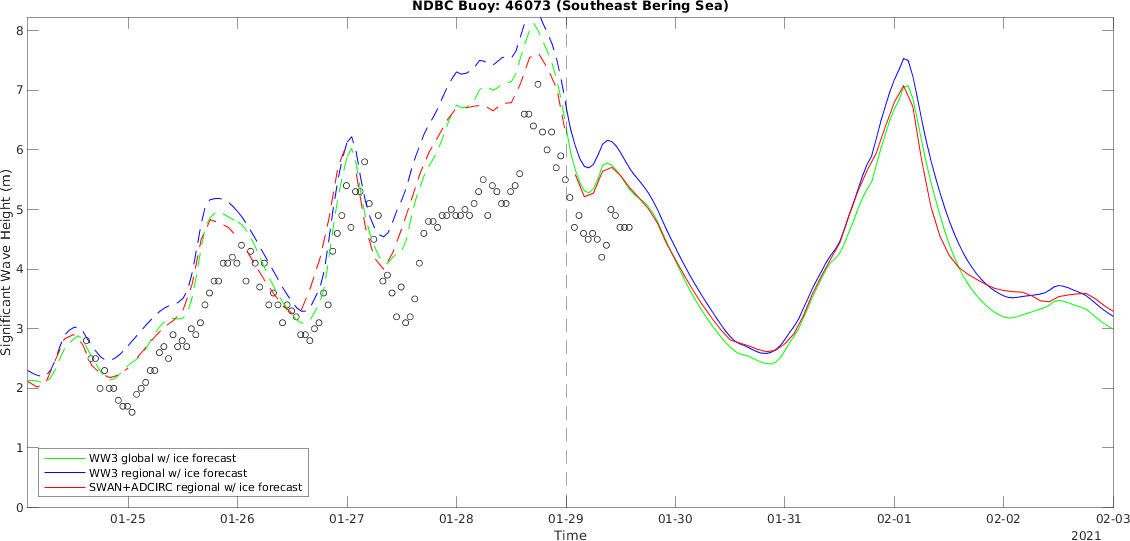 NDBC Buoy: 46073 (Southeast Bering Sea)
8
7
6
5
4
3
2
1
0
Significant Wave Height (m)
WW3 global w/ ice forecast
WW3 regional w/ ice forecast
SWAN+ADCIRC regional w/ ice forecast
01-25 01-26 01-27 01-28 01-29 01-30 01-31 02-01 02-02 02-03
Time
2021